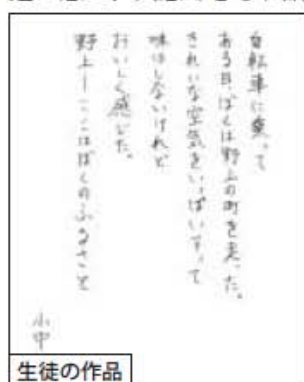 自転車に乗って
ある日、ぼくは野上の町を走った。
きれいな空気をいっぱいすって
味はしないけれど
おいしく感じた。
野上―ここはぼくのふるさと
小中
生徒の作品